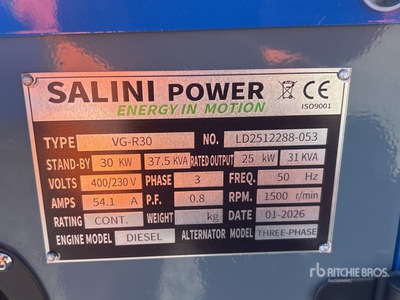 SALINI POWER CE
ENERGY IN MOTION ISO9001
TYPE VG-R30 NO. LD2512288-053
STAND-BY 30 KW 37.5 KVA RATED OUTPUT 25 kW 31 KVA
VOLTS 400/230 V PHASE 3 FREQ. 50 Hz
AMPS 54.1 A P.F. 0.8 RPM. 1500 r/min
RATING CONT. WEIGHT kg DATE 01-2026
ENGINE MODEL DIESEL ALTERNATOR MODEL THREE-PHASE
rb RITCHIE BROS.
Auctioneers